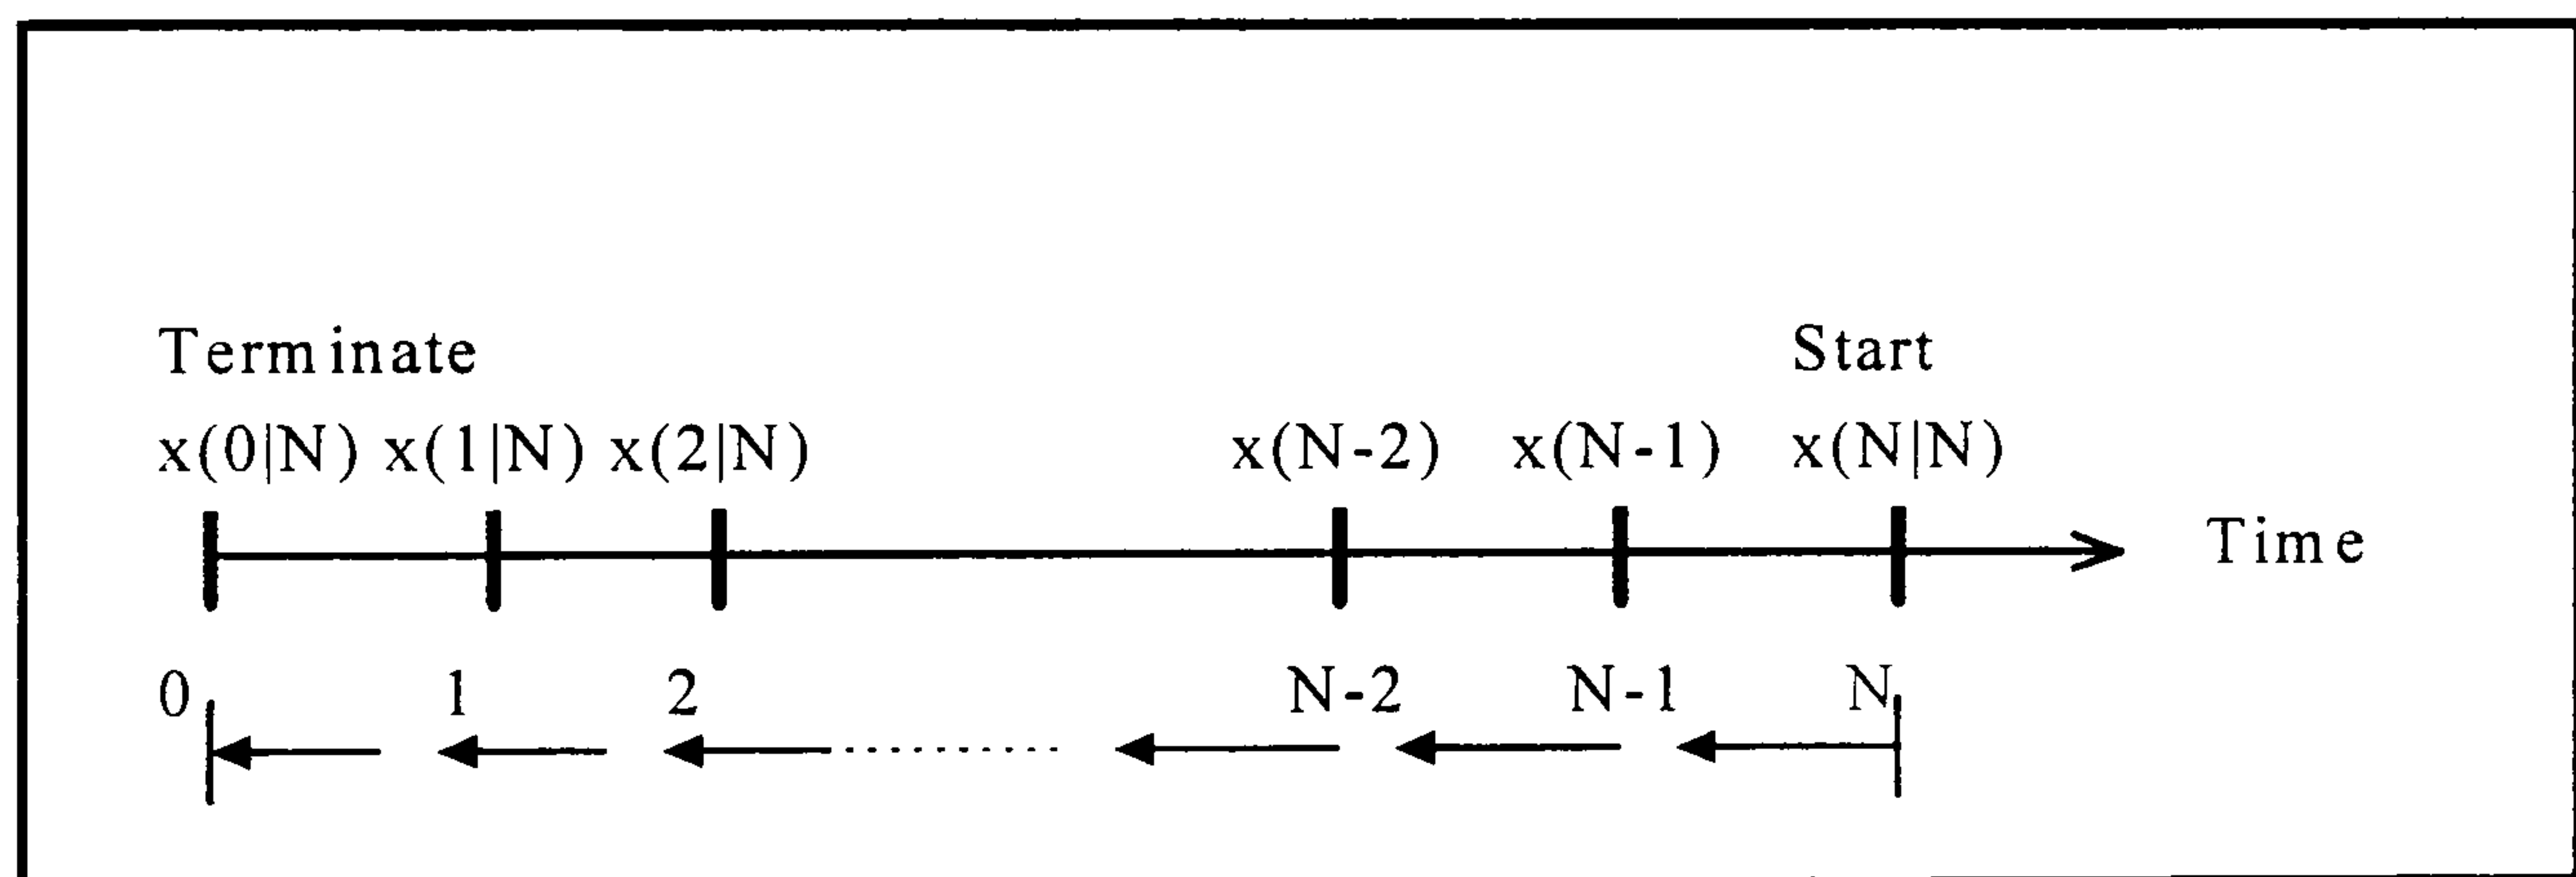 Terminate Start
x(0|N) x(1|N) x(2|N) x(N-2) x(N-1) x(N|N)
Time
0 1 2 N-2 N-1 N